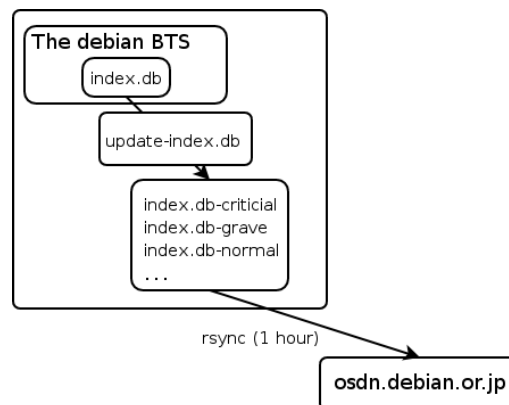 The debian BTS
index.db
update-index.db
index.db-criticial
index.db-grave
index.db-normal
...
rsync (1 hour)
osdn.debian.or.jp